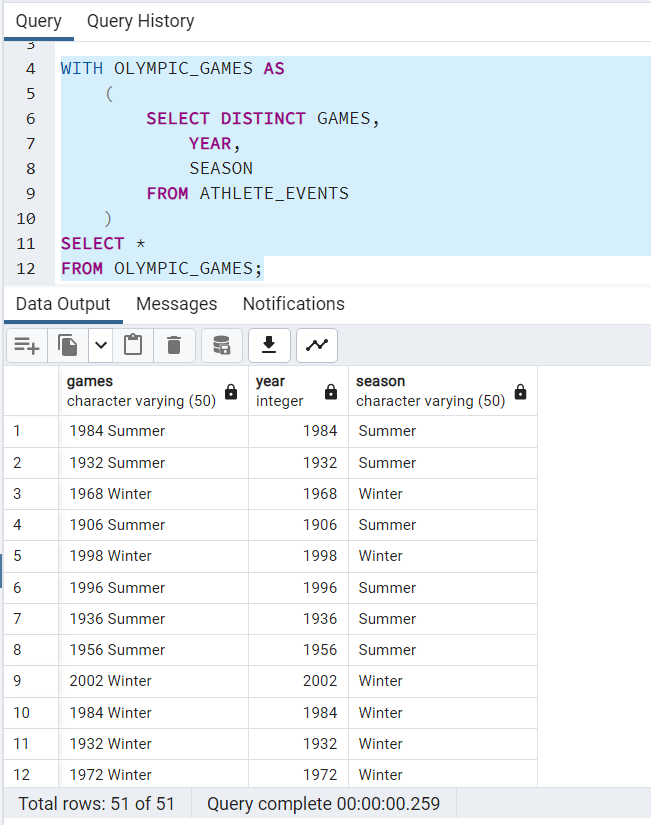 Query Query History
3
4 WITH OLYMPIC_GAMES AS
5 (
6 SELECT DISTINCT GAMES,
7 YEAR,
8 SEASON
9 FROM ATHLETE_EVENTS
10 )
11 SELECT *
12 FROM OLYMPIC_GAMES;
Data Output Messages Notifications
games year season
character varying (50) integer character varying (50)
1 1984 Summer 1984 Summer
2 1932 Summer 1932 Summer
3 1968 Winter 1968 Winter
4 1906 Summer 1906 Summer
5 1998 Winter 1998 Winter
6 1996 Summer 1996 Summer
7 1936 Summer 1936 Summer
8 1956 Summer 1956 Summer
9 2002 Winter 2002 Winter
10 1984 Winter 1984 Winter
11 1932 Winter 1932 Winter
12 1972 Winter 1972 Winter
Total rows: 51 of 51 Query complete 00:00:00.259